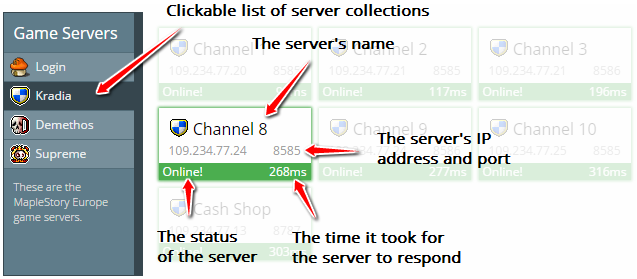 Clickable list of server collections
Game Servers
Login
Kradia
Demethos
Supreme
These are the
MapleStory Europe
game servers.
Channel 1
109.234.77.20
Online!
Channel 2
109.234.77.21 8585
Online! 117ms
Channel 3
109.234.77.21 8586
Online! 196ms
The server's name
Channel 8
109.234.77.24 8585
Online! 268ms
Channel 9
Online! 277ms
Channel 10
109.234.77.25 8585
Online! 316ms
The server's IP
address and port
Cash Shop
The status
of the server
The time it took for
the server to respond